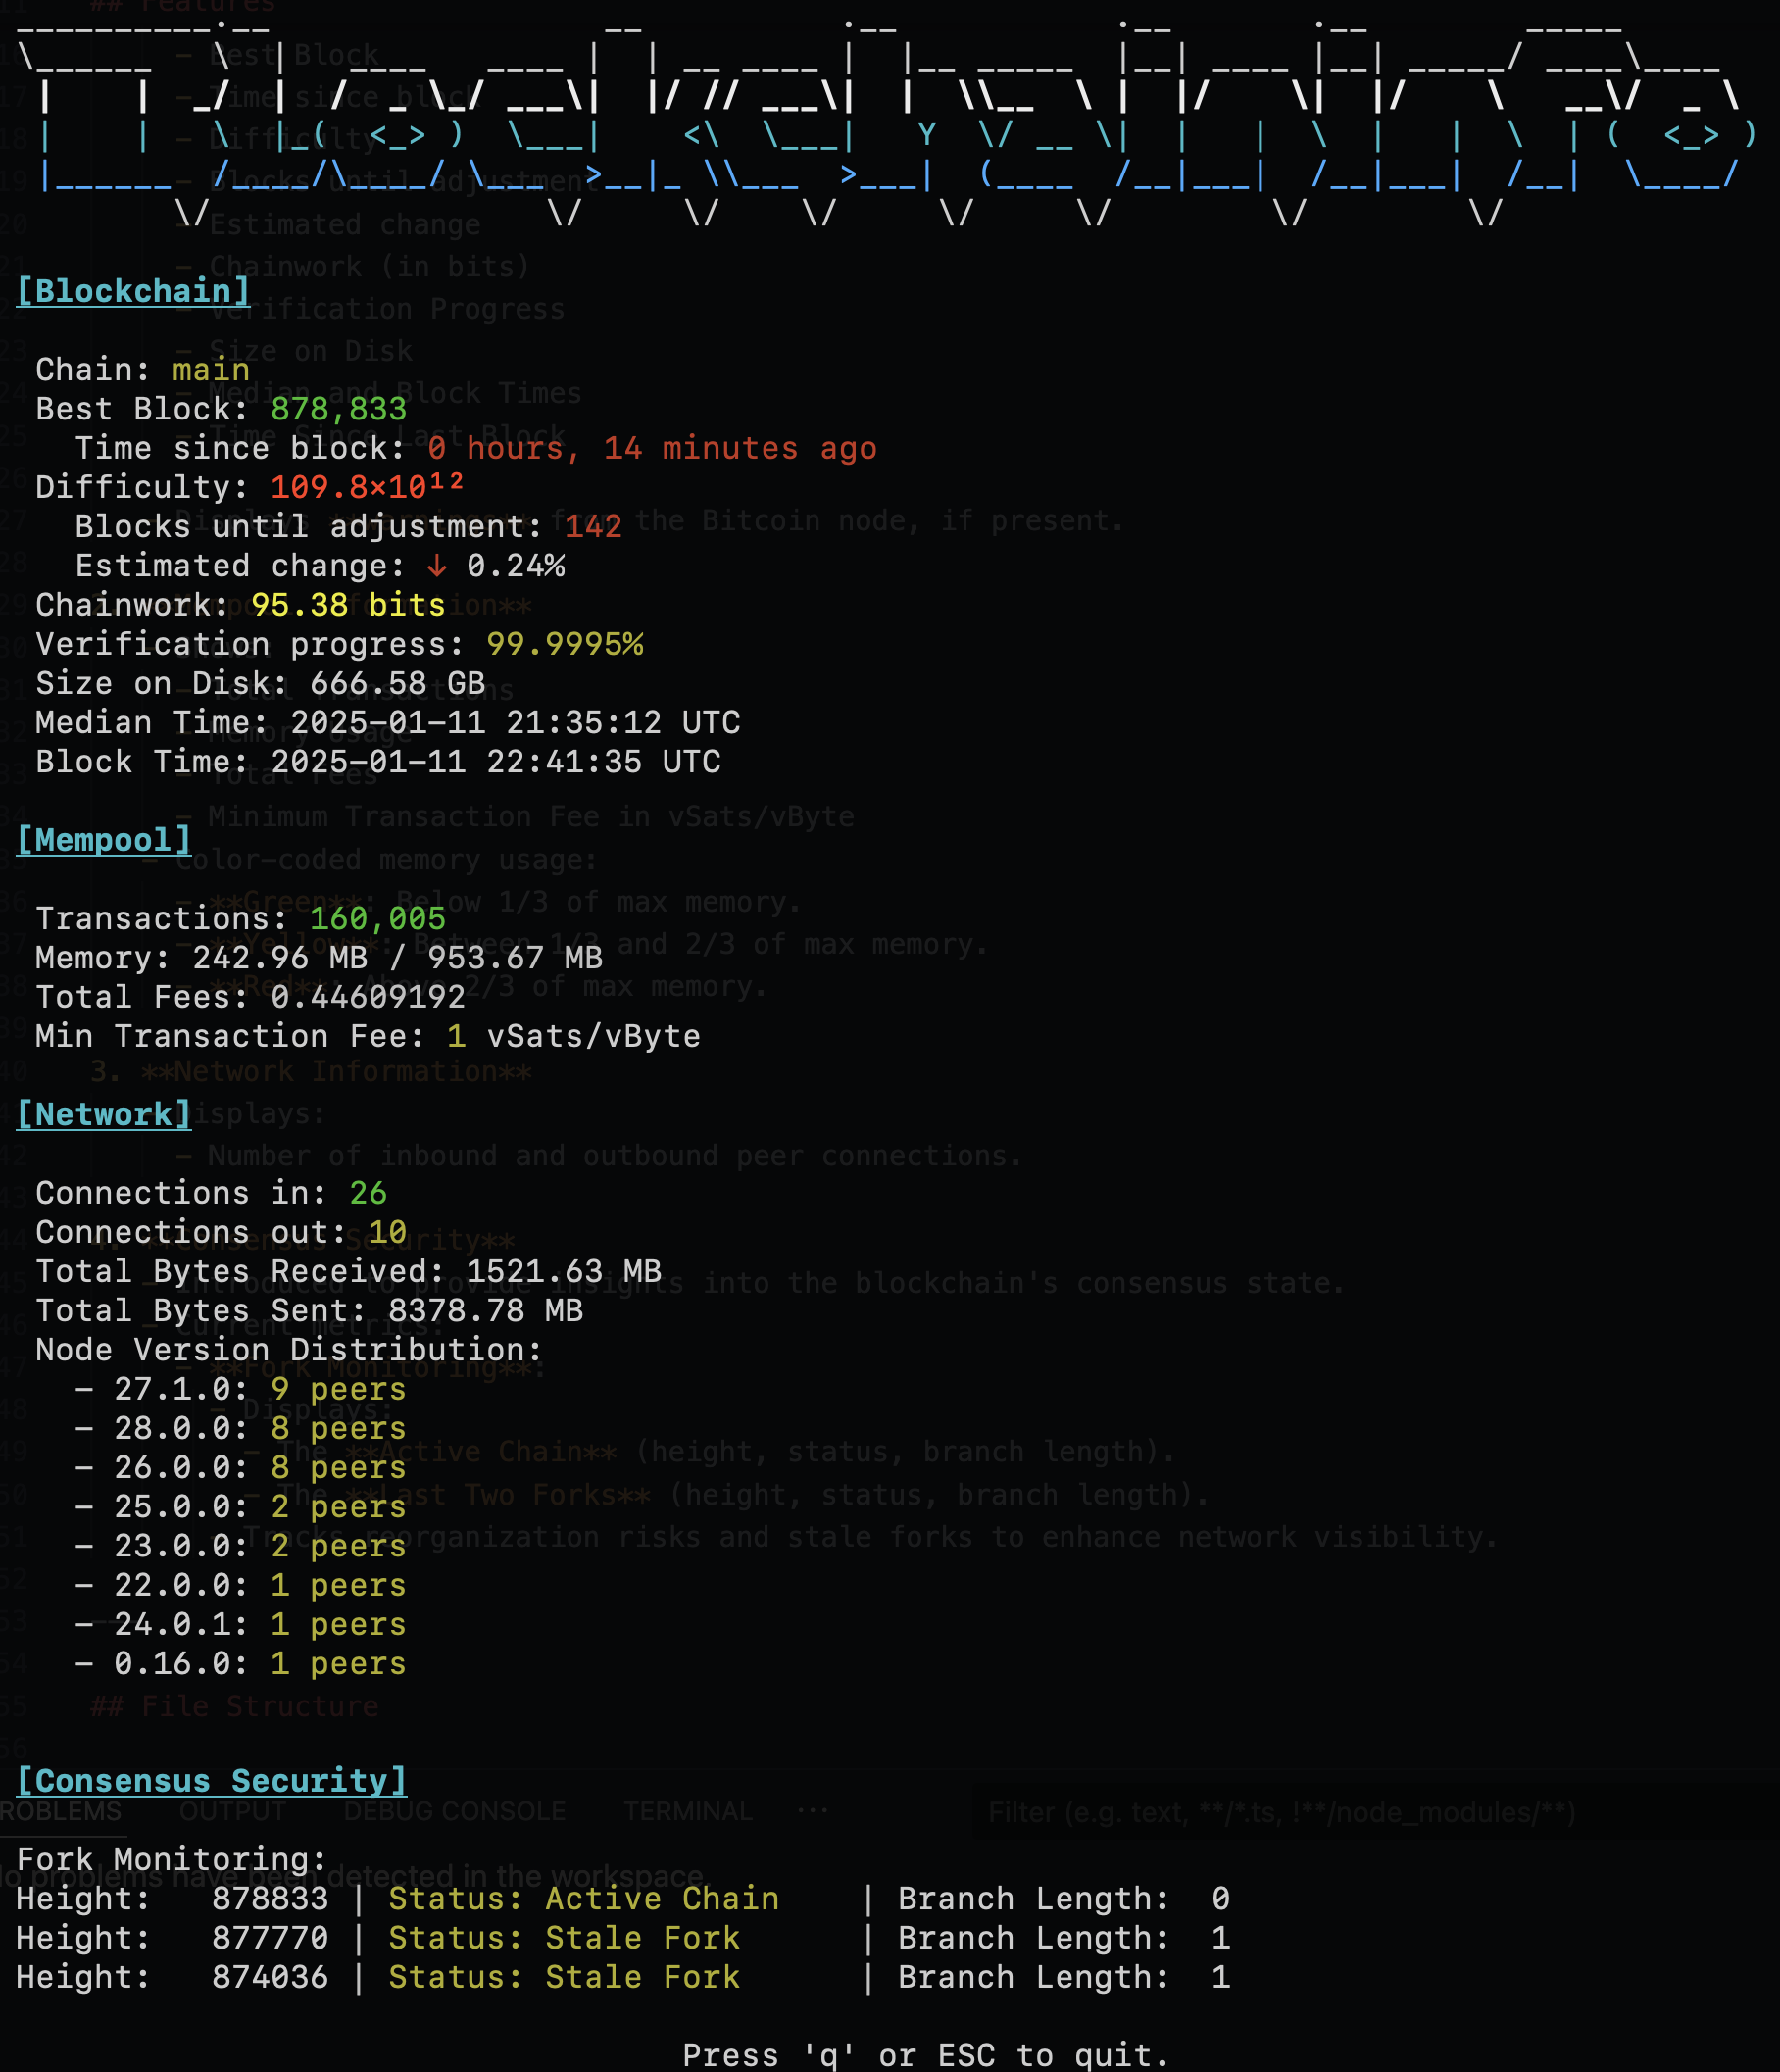 [Blockchain]
Chain: main
Best Block: 878,833
Time since block: 0 hours, 14 minutes ago
Difficulty: 109.8×10¹²
Blocks until adjustment: 142
Estimated change: ↓ 0.24%
Chainwork: 95.38 bits
Verification progress: 99.9995%
Size on Disk: 666.58 GB
Median Time: 2025-01-11 21:35:12 UTC
Block Time: 2025-01-11 22:41:35 UTC
[Mempool]
Transactions: 160,005
Memory: 242.96 MB / 953.67 MB
Total Fees: 0.44609192
Min Transaction Fee: 1 vSats/vByte
[Network]
Connections in: 26
Connections out: 10
Total Bytes Received: 1521.63 MB
Total Bytes Sent: 8378.78 MB
Node Version Distribution:
- 27.1.0: 9 peers
- 28.0.0: 8 peers
- 26.0.0: 8 peers
- 25.0.0: 2 peers
- 23.0.0: 2 peers
- 22.0.0: 1 peers
- 24.0.1: 1 peers
- 0.16.0: 1 peers
[Consensus Security]
Fork Monitoring:
Height: 878833 | Status: Active Chain | Branch Length: 0
Height: 877770 | Status: Stale Fork | Branch Length: 1
Height: 874036 | Status: Stale Fork | Branch Length: 1
Press 'q' or ESC to quit.